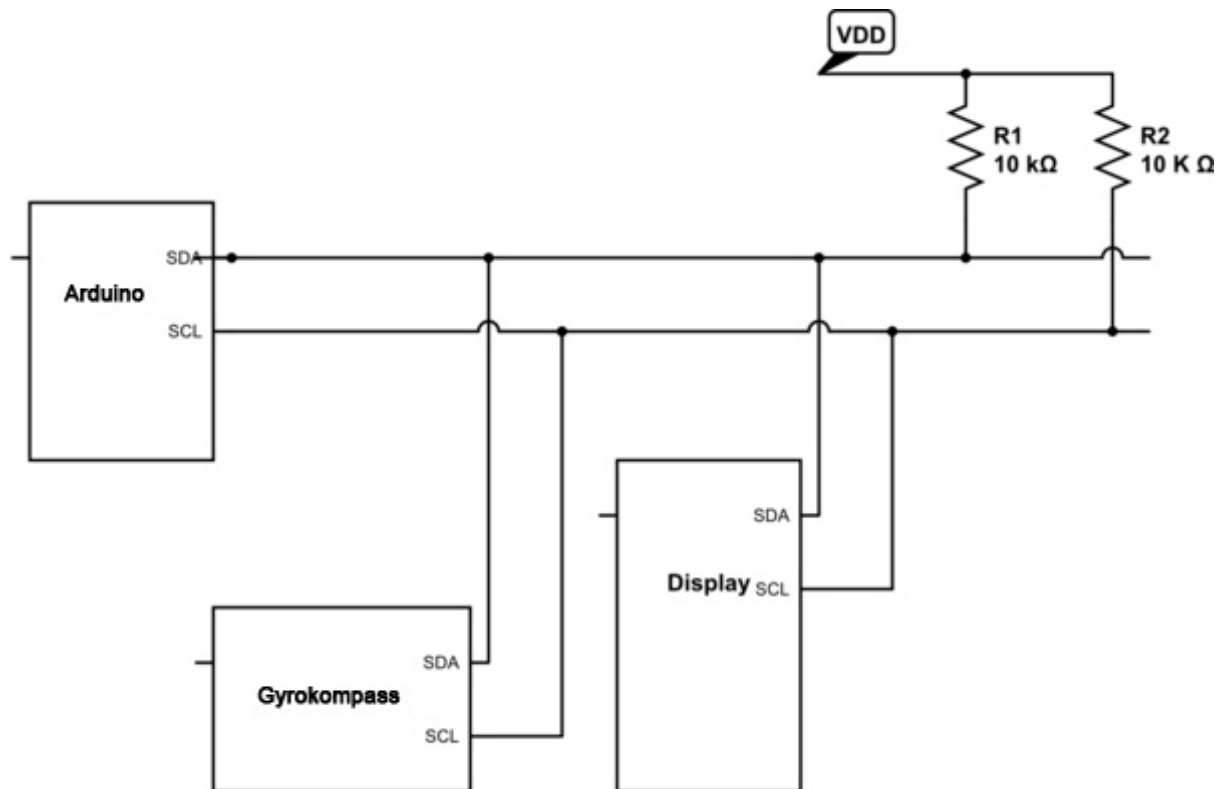 VDD
R1
10 kΩ
R2
10 K Ω
SDA
Arduino
SCL
SDA
Display SCL
SDA
Gyrokompass
SCL